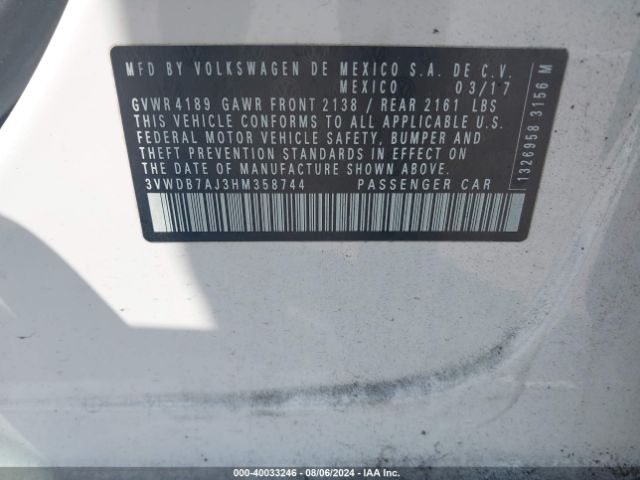 MFD BY VOLKSWAGEN DE MEXICO S.A. DE C.V.
MEXICO 03/17
GVWR 4189 GAWR FRONT 2138 / REAR 2161 LBS
THIS VEHICLE CONFORMS TO ALL APPLICABLE U.S.
FEDERAL MOTOR VEHICLE SAFETY, BUMPER AND
THEFT PREVENTION STANDARDS IN EFFECT ON
THE DATE OF MANUFACTURE SHOWN ABOVE.
3VWDB7AJ3HM358744 PASSENGER CAR
1326958 3156 M
000-40033246 - 08/06/2024 - IAA Inc.